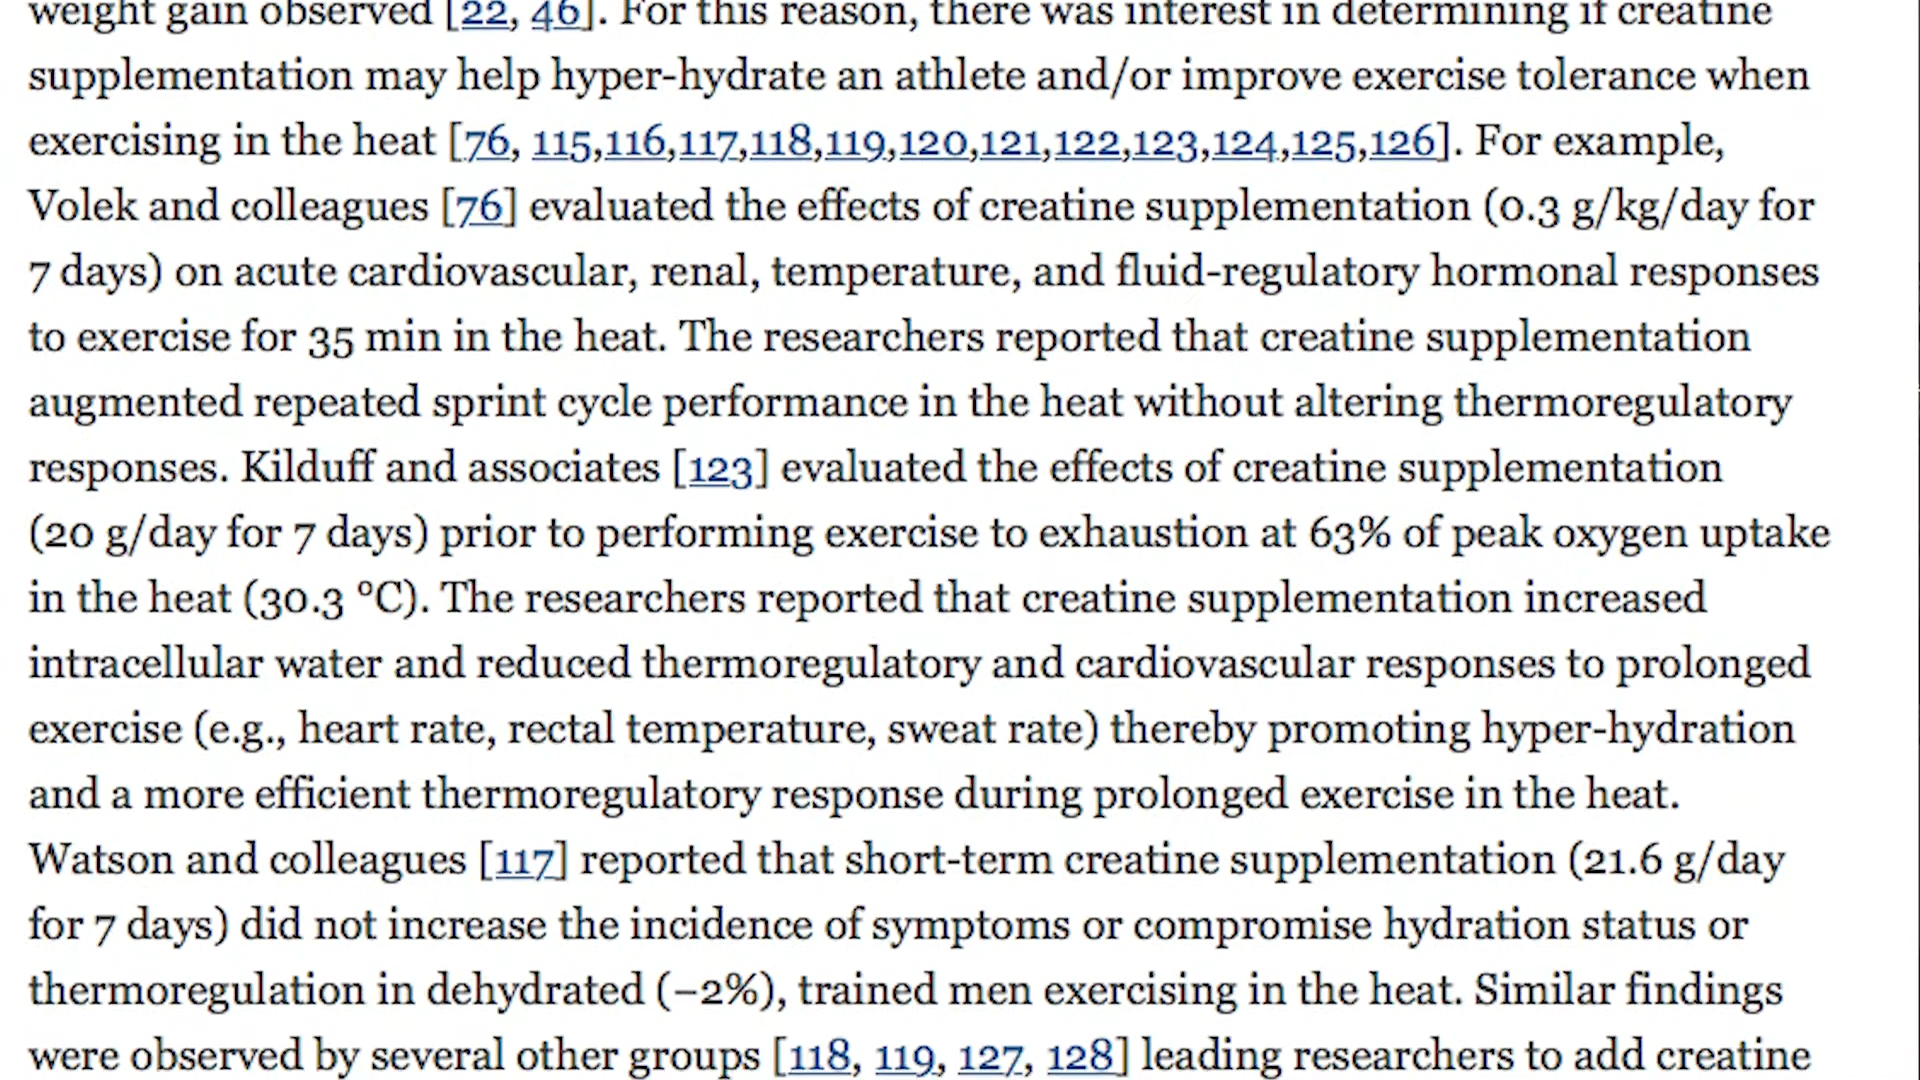 weight gain observed [22, 46]. For this reason, there was interest in determining if creatine
supplementation may help hyper-hydrate an athlete and/or improve exercise tolerance when
exercising in the heat [76, 115,116,117,118,119,120,121,122,123,124,125,126]. For example,
Volek and colleagues [76] evaluated the effects of creatine supplementation (0.3 g/kg/day for
7 days) on acute cardiovascular, renal, temperature, and fluid-regulatory hormonal responses
to exercise for 35 min in the heat. The researchers reported that creatine supplementation
augmented repeated sprint cycle performance in the heat without altering thermoregulatory
responses. Kilduff and associates [123] evaluated the effects of creatine supplementation
(20 g/day for 7 days) prior to performing exercise to exhaustion at 63% of peak oxygen uptake
in the heat (30.3 °C). The researchers reported that creatine supplementation increased
intracellular water and reduced thermoregulatory and cardiovascular responses to prolonged
exercise (e.g., heart rate, rectal temperature, sweat rate) thereby promoting hyper-hydration
and a more efficient thermoregulatory response during prolonged exercise in the heat.
Watson and colleagues [117] reported that short-term creatine supplementation (21.6 g/day
for 7 days) did not increase the incidence of symptoms or compromise hydration status or
thermoregulation in dehydrated (−2%), trained men exercising in the heat. Similar findings
were observed by several other groups [118, 119, 127, 128] leading researchers to add creatine